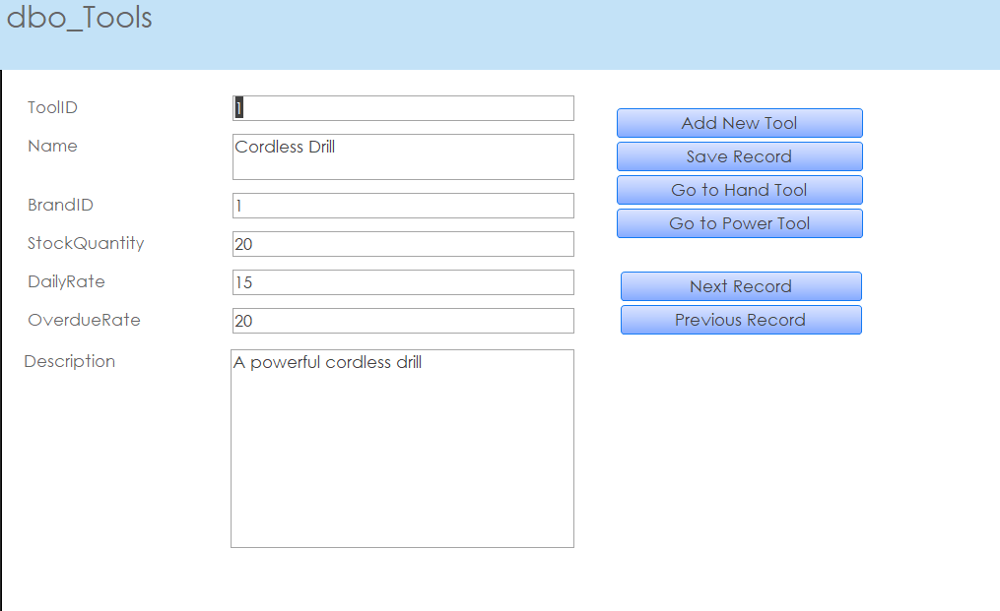 dbo_Tools
ToolID 1
Name Cordless Drill
BrandID 1
StockQuantity 20
DailyRate 15
OverdueRate 20
Description A powerful cordless drill
Add New Tool
Save Record
Go to Hand Tool
Go to Power Tool
Next Record
Previous Record